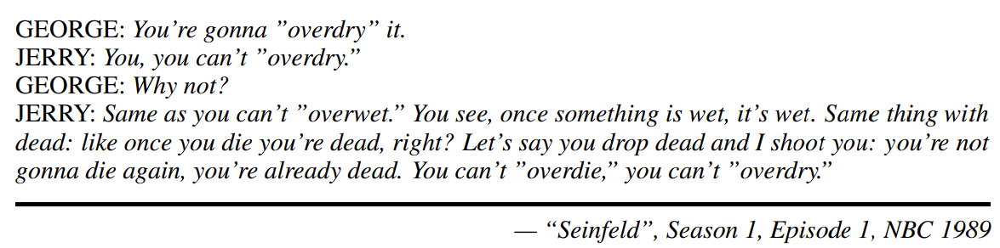 GEORGE: You're gonna ”overdry” it.
JERRY: You, you can't ”overdry.”
GEORGE: Why not?
JERRY: Same as you can't ”overwet.” You see, once something is wet, it's wet. Same thing with
dead: like once you die you're dead, right? Let's say you drop dead and I shoot you: you're not
gonna die again, you're already dead. You can't ”overdie,” you can't ”overdry.”
— “Seinfeld”, Season 1, Episode 1, NBC 1989